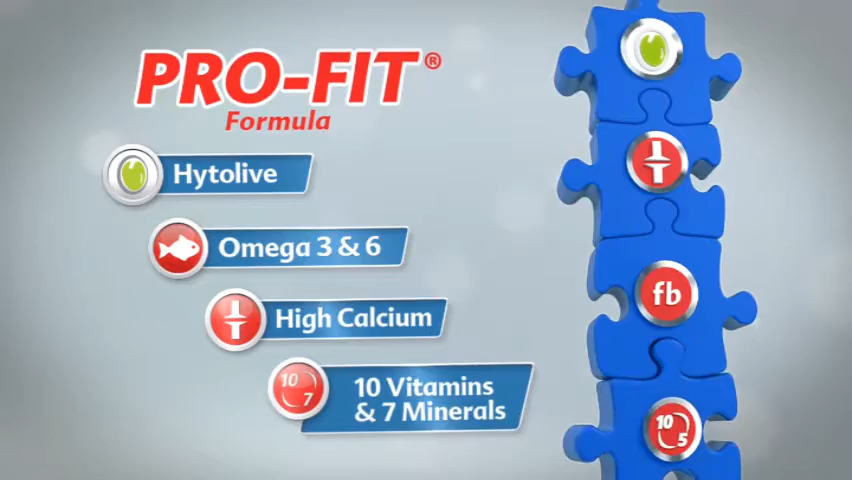 PRO-FIT®
Formula
Hytolive
Omega 3 & 6
High Calcium
10 7
10 Vitamins
& 7 Minerals
fb
10 5